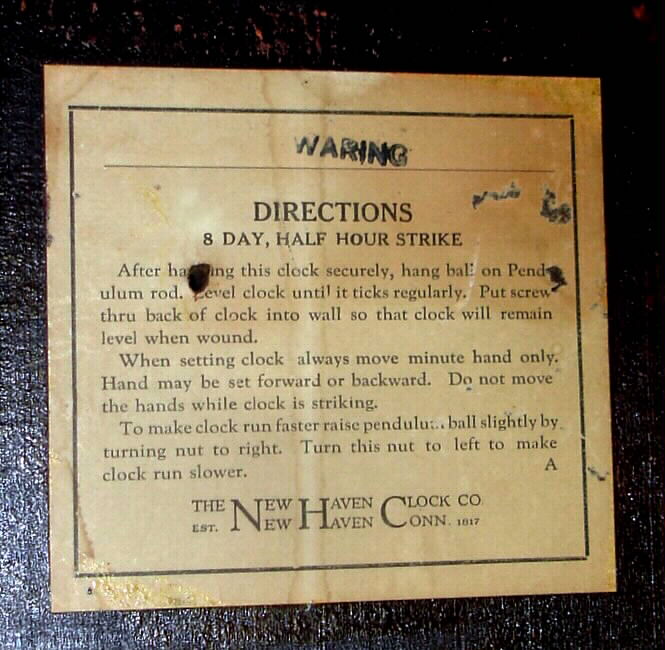 WARING
DIRECTIONS
8 DAY, HALF HOUR STRIKE
After hanging this clock securely, hang ball on Pend-
ulum rod. Level clock until it ticks regularly. Put screw
thru back of clock into wall so that clock will remain
level when wound.
When setting clock always move minute hand only.
Hand may be set forward or backward. Do not move
the hands while clock is striking.
To make clock run faster raise pendulum ball slightly by
turning nut to right. Turn this nut to left to make
clock run slower. A
THE NEW HAVEN CLOCK CO.
EST. NEW HAVEN CONN. 1817